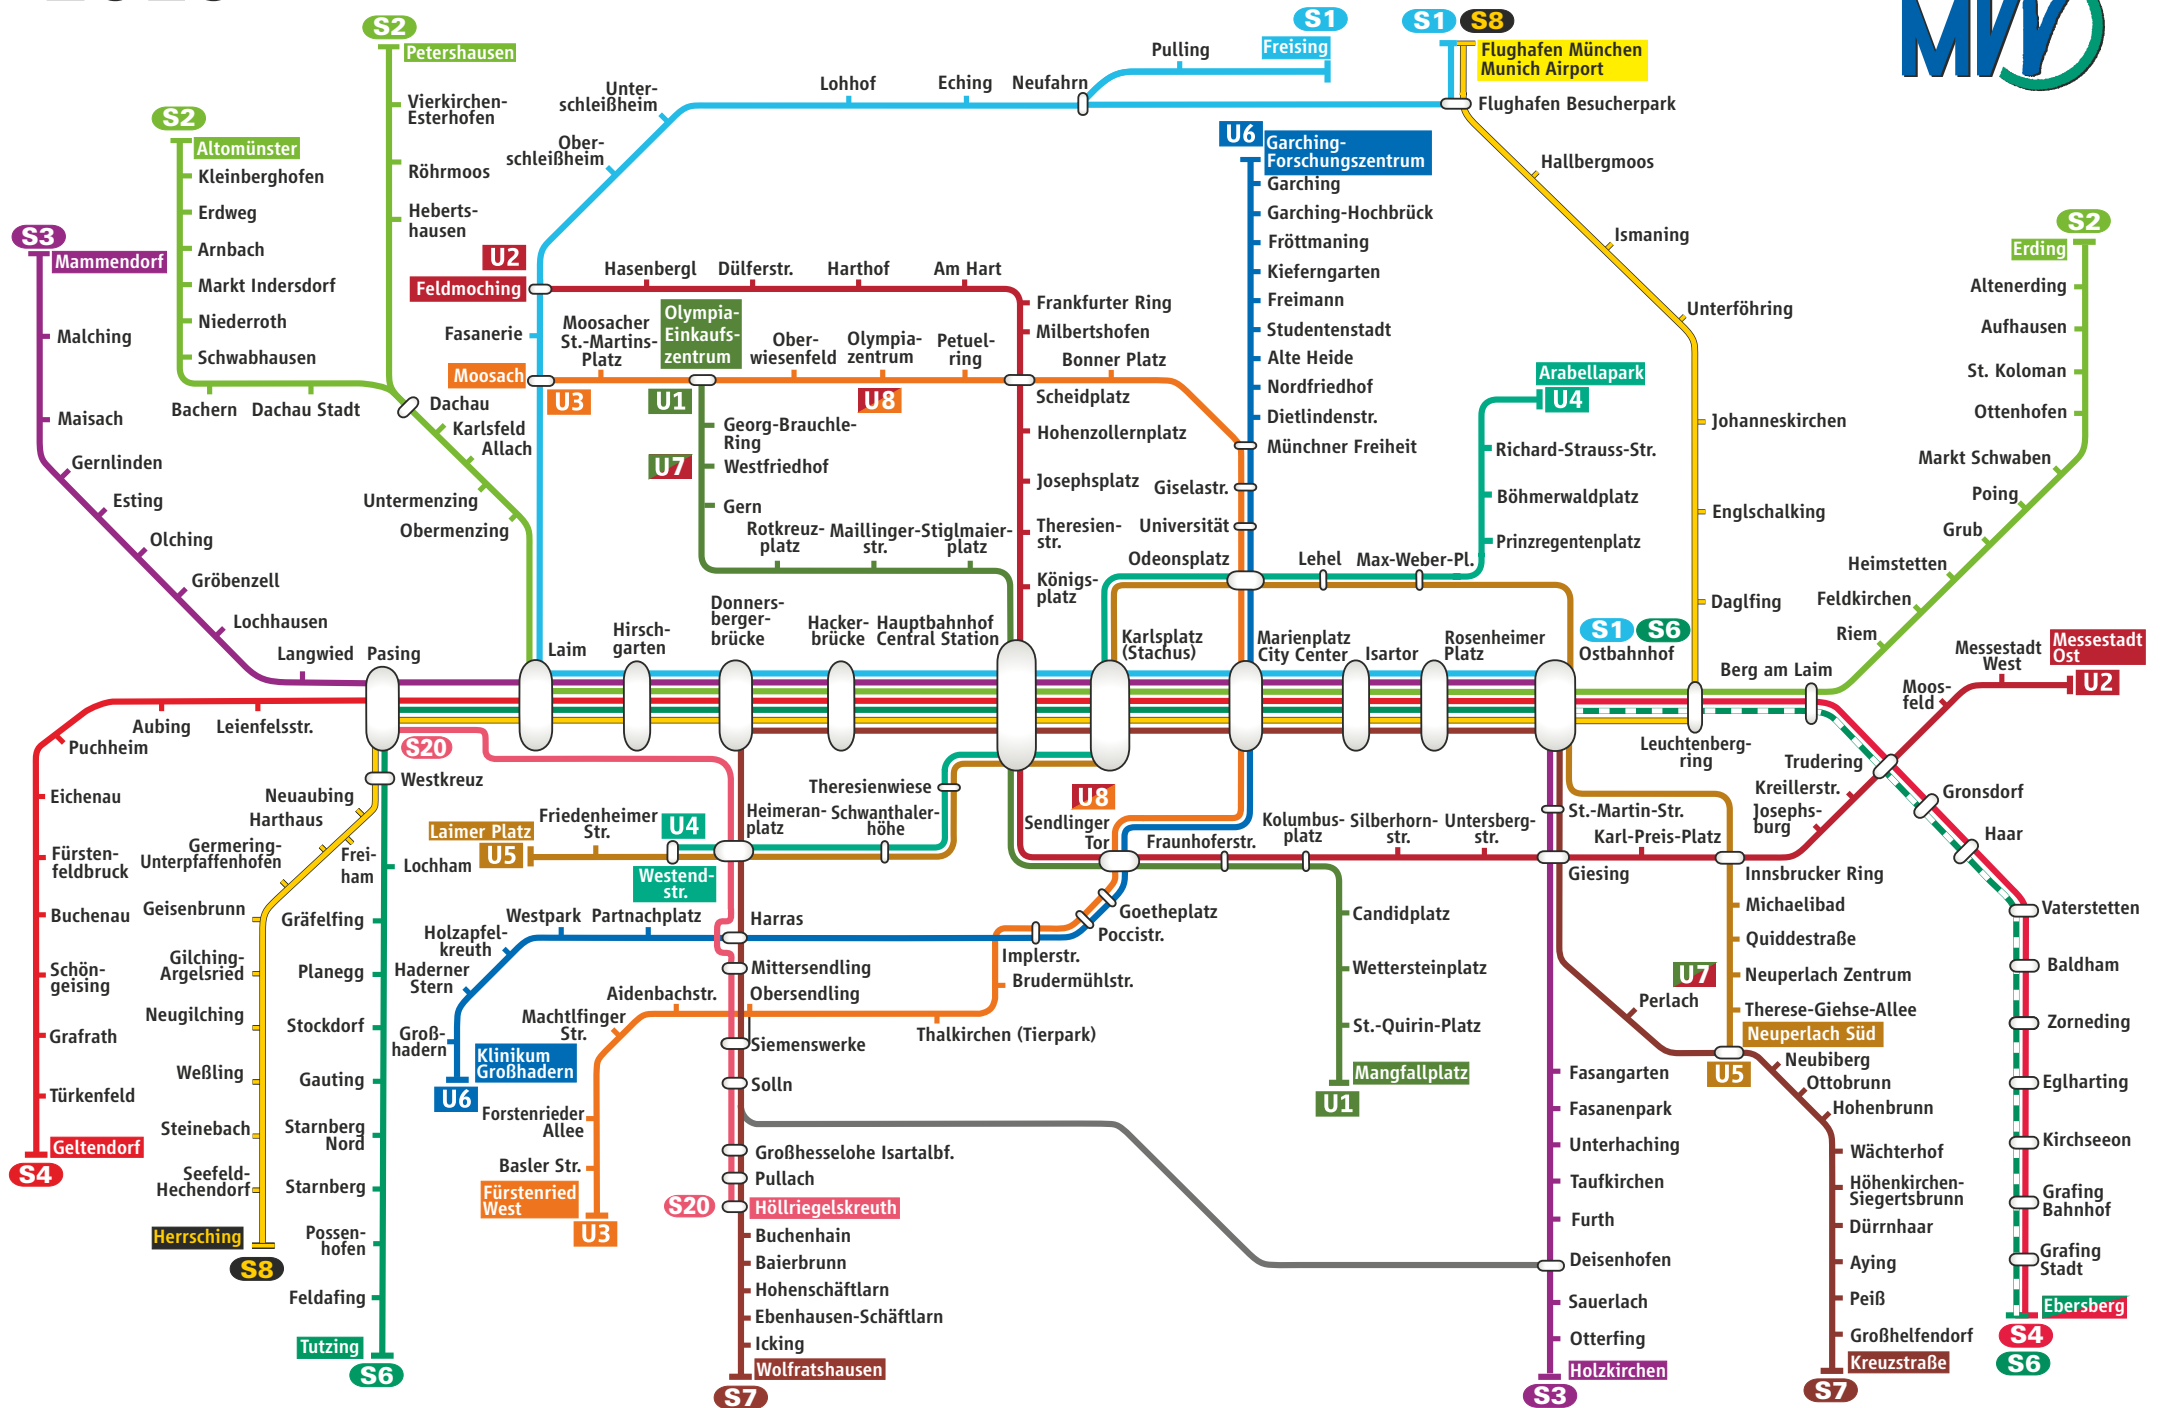 S2
Petershausen
Vierkirchen-
Esterhofen
Röhrmoos
Heberts-
hausen
S2
Altomünster
Kleinberghofen
Erdweg
Arnbach
Markt Indersdorf
Niederroth
Schwabhausen
Bachern
Dachau Stadt
Dachau
Karlsfeld
Allach
Untermenzing
Obermenzing
S3
Mammendorf
Malching
Maisach
Gernlinden
Esting
Olching
Gröbenzell
Lochhausen
Langwied
Pasing
S1
Freising
Pulling
Neufahrn
Eching
Lohhof
Unter-
schleißheim
Ober-
schleißheim
S1
S8
Flughafen München
Munich Airport
Flughafen Besucherpark
Hallbergmoos
Ismaning
Unterföhring
Johanneskirchen
Englschalking
Daglfing
MVV
U2
Feldmoching
Hasenbergl
Dülferstr.
Harthof
Am Hart
Frankfurter Ring
Milbertshofen
Scheidplatz
Hohenzollernplatz
Josephsplatz
Theresien-
str.
Königs-
platz
Fasanerie
Moosach
U3
Moosacher
St.-Martins-
Platz
Olympia-
Einkaufs-
zentrum
U1
Ober-
wiesenfeld
Olympia-
zentrum
U8
Petuel-
ring
Bonner Platz
Georg-Brauchle-
Ring
U7
Westfriedhof
Gern
Rotkreuz-
platz
Maillinger-
str.
Stiglmaier-
platz
U6
Garching-
Forschungszentrum
Garching
Garching-Hochbrück
Fröttmaning
Kieferngarten
Freimann
Studentenstadt
Alte Heide
Nordfriedhof
Dietlindenstr.
Münchner Freiheit
Giselastr.
Universität
Odeonsplatz
Lehel
Max-Weber-Pl.
Arabellapark
U4
Richard-Strauss-Str.
Böhmerwaldplatz
Prinzregentenplatz
S2
Erding
Altenerding
Aufhausen
St. Koloman
Ottenhofen
Markt Schwaben
Poing
Grub
Heimstetten
Feldkirchen
Riem
Berg am Laim
Laim
Hirsch-
garten
Donners-
berger-
brücke
Hacker-
brücke
Hauptbahnhof
Central Station
Karlsplatz
(Stachus)
Marienplatz
City Center
Isartor
Rosenheimer
Platz
S1
S6
Ostbahnhof
Leuchtenberg-
ring
Messestadt
Ost
U2
Messestadt
West
Moos-
feld
Trudering
Kreillerstr.
Josephs-
burg
Gronsdorf
Haar
Vaterstetten
Baldham
Zorneding
Eglharting
Kirchseeon
Grafing
Bahnhof
Grafing
Stadt
Ebersberg
S4
S6
Aubing
Leienfelsstr.
Puchheim
Eichenau
Fürsten-
feldbruck
Buchenau
Schön-
geising
Grafrath
Türkenfeld
Geltendorf
S4
S20
Westkreuz
Neuaubing
Harthaus
Frei-
ham
Germering-
Unterpfaffenhofen
Geisenbrunn
Gilching-
Argelsried
Neugilching
Weßling
Steinebach
Seefeld-
Hechendorf
Herrsching
S8
Lochham
Gräfelfing
Planegg
Stockdorf
Gauting
Starnberg
Nord
Starnberg
Possen-
hofen
Feldafing
Tutzing
S6
Laimer Platz
U5
Friedenheimer
Str.
U4
Westend-
str.
Heimeran-
platz
Schwanthaler-
höhe
Theresienwiese
Harras
Partnachplatz
Westpark
Holzapfel-
kreuth
Haderner
Stern
Groß-
hadern
Klinikum
Großhadern
U6
Mittersendling
Obersendling
Aidenbachstr.
Machtlfinger
Str.
Forstenrieder
Allee
Basler Str.
Fürstenried
West
U3
Siemenswerke
Solln
Großhesselohe Isartalbf.
Pullach
S20
Höllriegelskreuth
Buchenhain
Baierbrunn
Hohenschäftlarn
Ebenhausen-Schäftlarn
Icking
Wolfratshausen
S7
U8
Sendlinger
Tor
Goetheplatz
Poccistr.
Implerstr.
Brudermühlstr.
Thalkirchen (Tierpark)
Fraunhoferstr.
Kolumbus-
platz
Silberhorn-
str.
Untersberg-
str.
Candidplatz
Wettersteinplatz
St.-Quirin-Platz
Mangfallplatz
U1
St.-Martin-Str.
Karl-Preis-Platz
Giesing
Innsbrucker Ring
Michaelibad
Quiddestraße
U7
Neuperlach Zentrum
Therese-Giehse-Allee
Neuperlach Süd
U5
Perlach
Neubiberg
Ottobrunn
Hohenbrunn
Wächterhof
Höhenkirchen-
Siegertsbrunn
Dürrnhaar
Aying
Peiß
Großhelfendorf
Kreuzstraße
S7
Fasangarten
Fasanenpark
Unterhaching
Taufkirchen
Furth
Deisenhofen
Sauerlach
Otterfing
Holzkirchen
S3